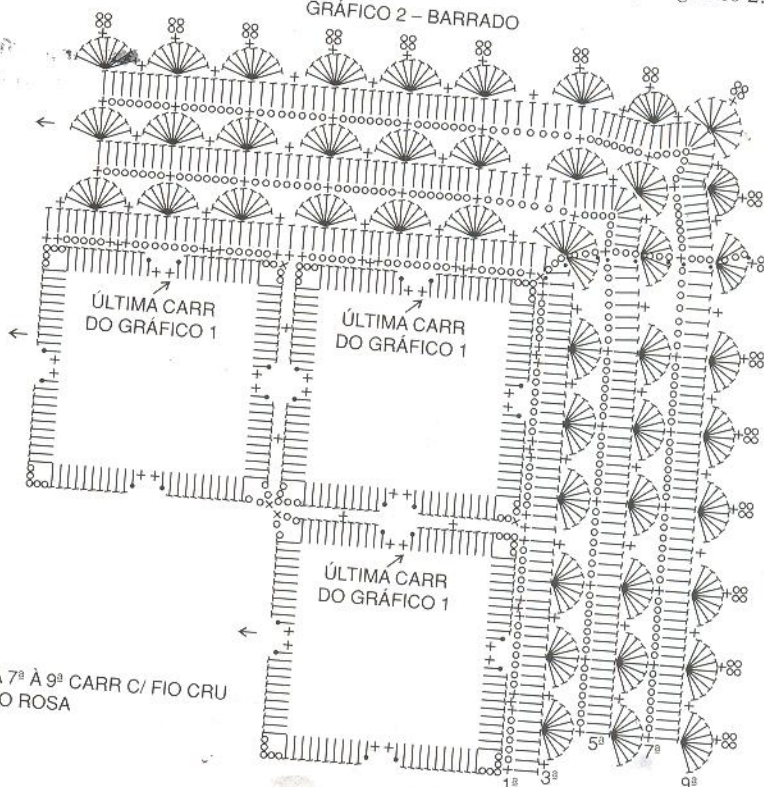 GRÁFICO 2 – BARRADO
ÚLTIMA CARR
DO GRÁFICO 1
ÚLTIMA CARR
DO GRÁFICO 1
ÚLTIMA CARR
DO GRÁFICO 1
7ª À 9ª CARR C/ FIO CRU
ROSA
1ª
3ª
5ª
7ª
9ª